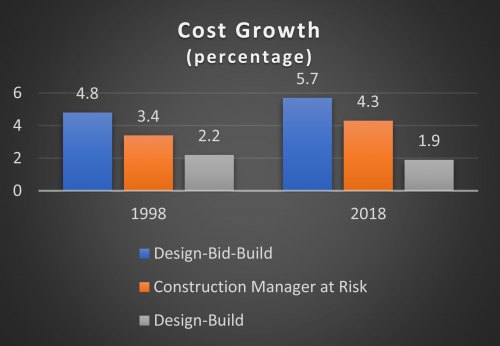 Cost Growth
(percentage)
6
4
2
0
4.8
3.4
2.2
5.7
4.3
1.9
1998
2018
Design-Bid-Build
Construction Manager at Risk
Design-Build